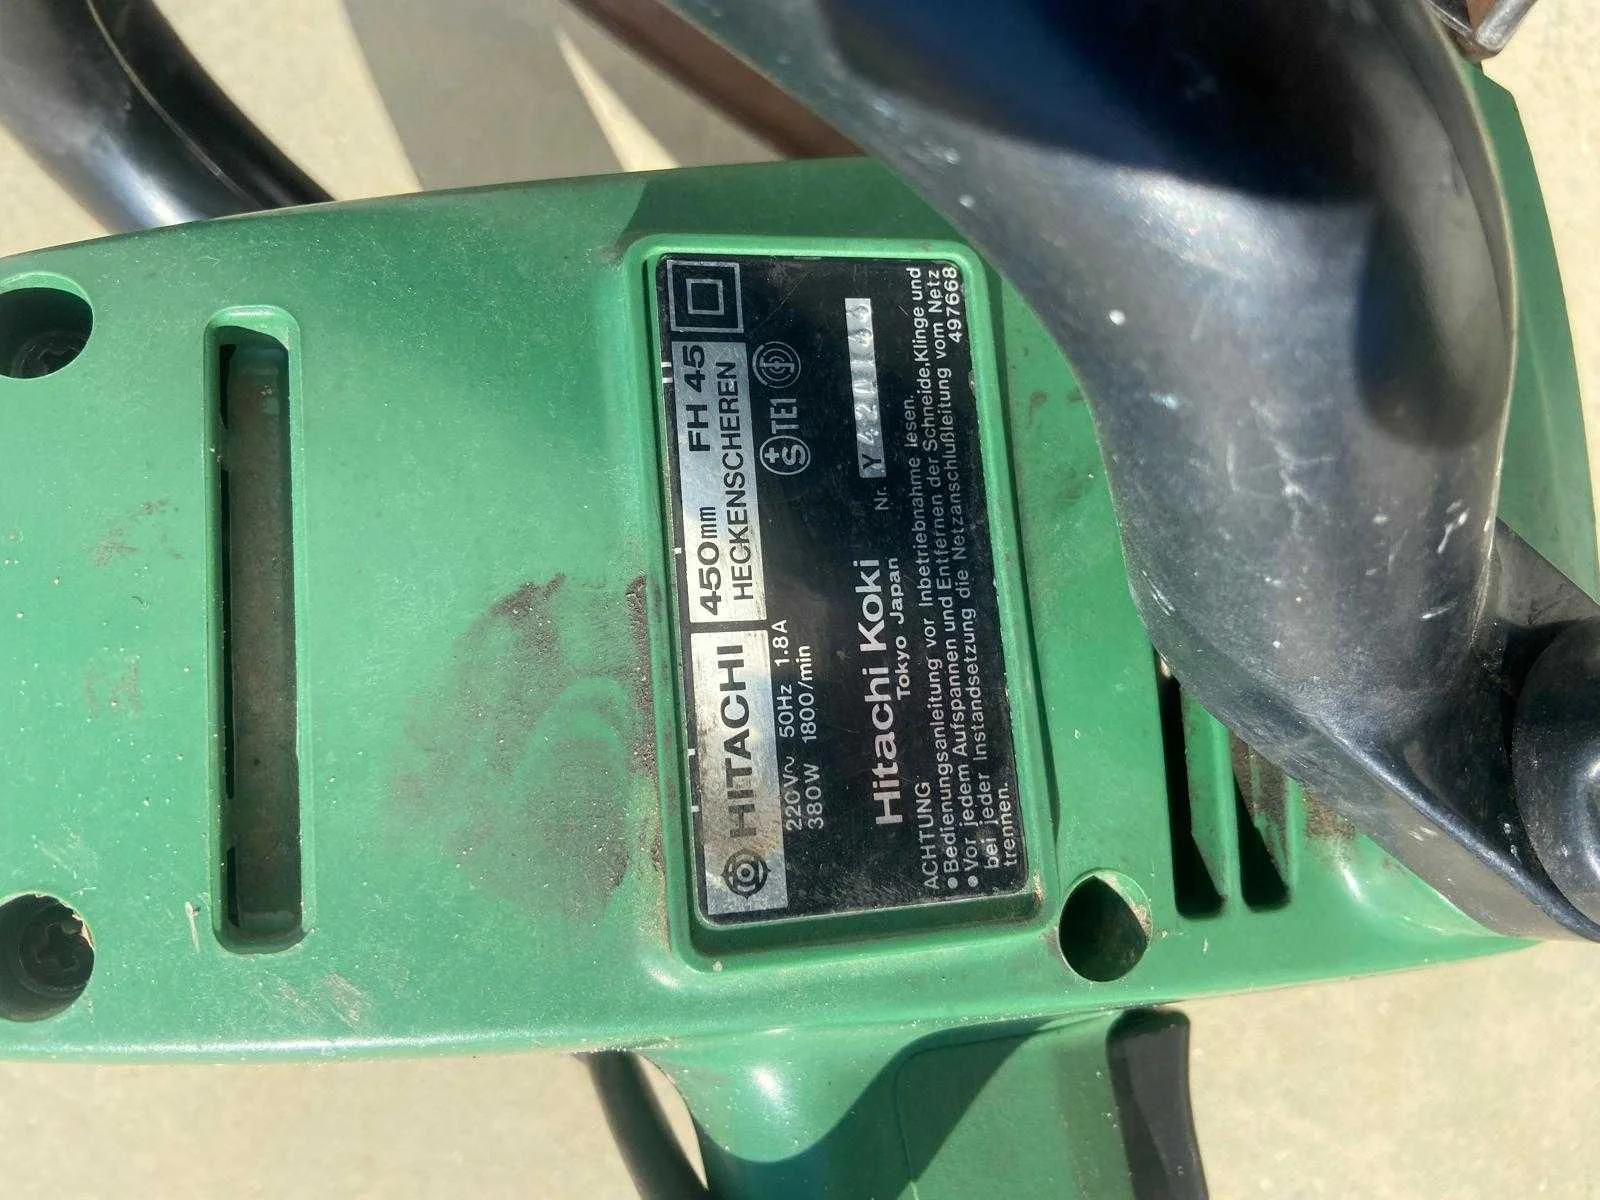 HITACHI 450mm FH 45
HECKENSCHEREN
220V~ 50Hz 1.8A
380W 1800/min
S TE1
Hitachi Koki Nr.
Tokyo Japan
ACHTUNG
• Bedienungsanleitung vor Inbetriebnahme lesen.
• Vor jedem Aufspannen und Entfernen der Schneide,Klinge und
bei jeder Instandsetzung die Netzanschlußleitung vom Netz
trennen. 497668